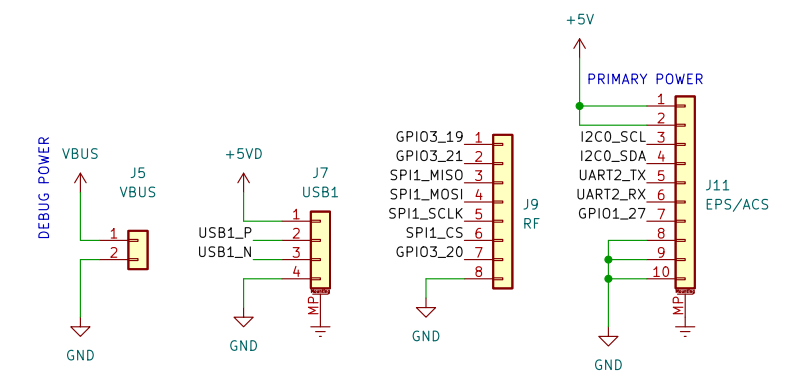 DEBUG POWER
VBUS
J5
VBUS
1
2
GND
+5VD
J7
USB1
1
USB1_P 2
USB1_N 3
4
Mounting
MP
GND
GPIO3_19 1
GPIO3_21 2
SPI1_MISO 3
SPI1_MOSI 4
SPI1_SCLK 5
SPI1_CS 6
GPIO3_20 7
8
J9
RF
GND
+5V
PRIMARY POWER
1
2
I2C0_SCL 3
I2C0_SDA 4
UART2_TX 5
UART2_RX 6
GPIO1_27 7
8
9
10
J11
EPS/ACS
Mounting
MP
GND